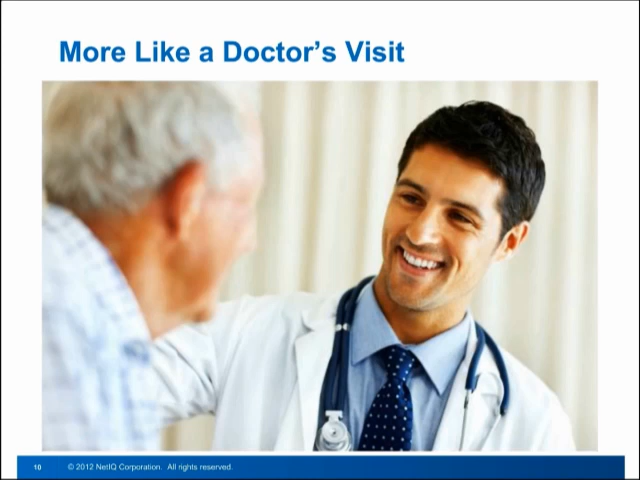 More Like a Doctor's Visit
10 © 2012 NetIQ Corporation. All rights reserved.